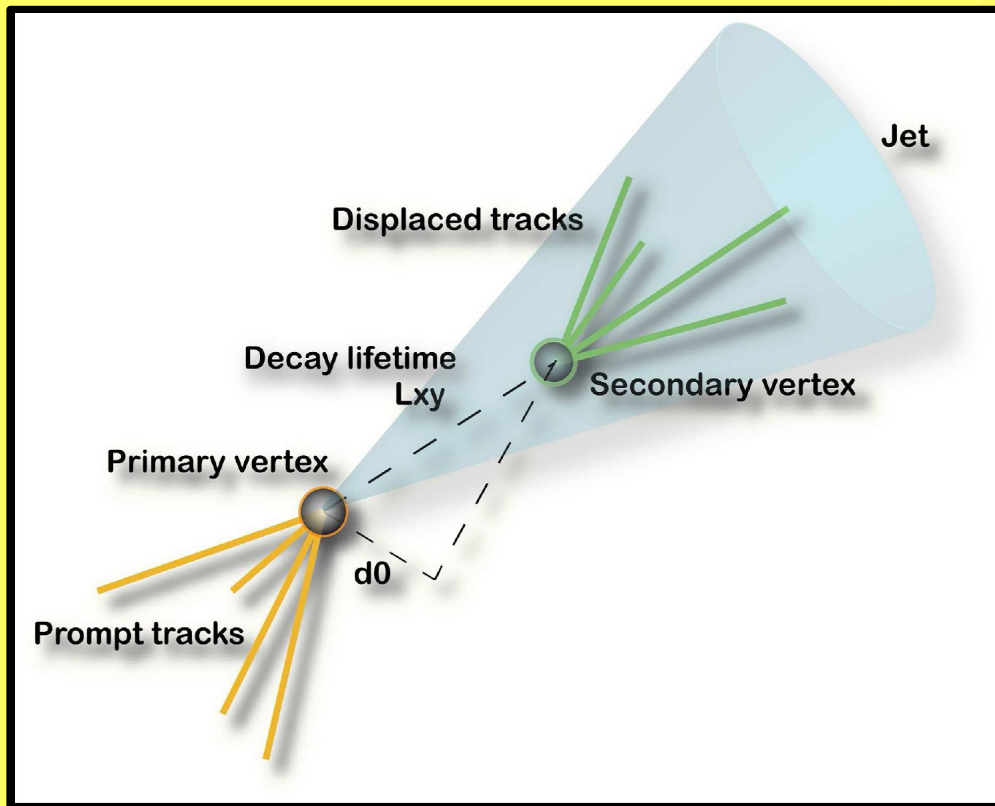 Jet
Displaced tracks
Decay lifetime
Lxy
Secondary vertex
Primary vertex
d0
Prompt tracks